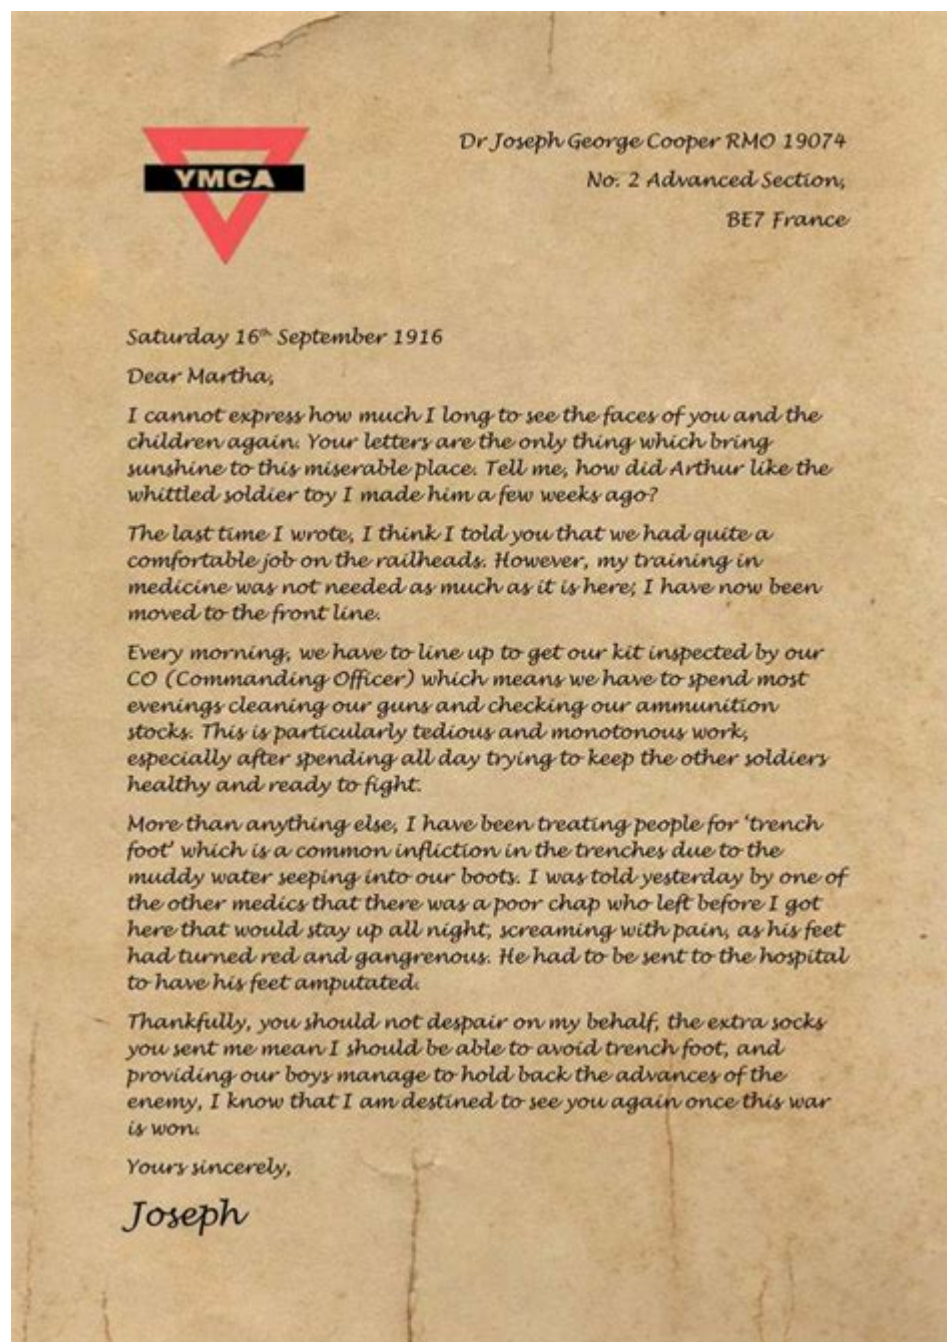 YMCA
Dr Joseph George Cooper RMO 19074
No. 2 Advanced Section,
BE7 France
Saturday 16th September 1916
Dear Martha,
I cannot express how much I long to see the faces of you and the
children again. Your letters are the only thing which bring
sunshine to this miserable place. Tell me, how did Arthur like the
whittled soldier toy I made him a few weeks ago?
The last time I wrote, I think I told you that we had quite a
comfortable job on the railheads. However, my training in
medicine was not needed as much as it is here; I have now been
moved to the front line.
Every morning, we have to line up to get our kit inspected by our
CO (Commanding Officer) which means we have to spend most
evenings cleaning our guns and checking our ammunition
stocks. This is particularly tedious and monotonous work,
especially after spending all day trying to keep the other soldiers
healthy and ready to fight.
More than anything else, I have been treating people for 'trench
foot' which is a common infliction in the trenches due to the
muddy water seeping into our boots. I was told yesterday by one of
the other medics that there was a poor chap who left before I got
here that would stay up all night, screaming with pain, as his feet
had turned red and gangrenous. He had to be sent to the hospital
to have his feet amputated.
Thankfully, you should not despair on my behalf, the extra socks
you sent me mean I should be able to avoid trench foot, and
providing our boys manage to hold back the advances of the
enemy, I know that I am destined to see you again once this war
is won.
Yours sincerely,
Joseph